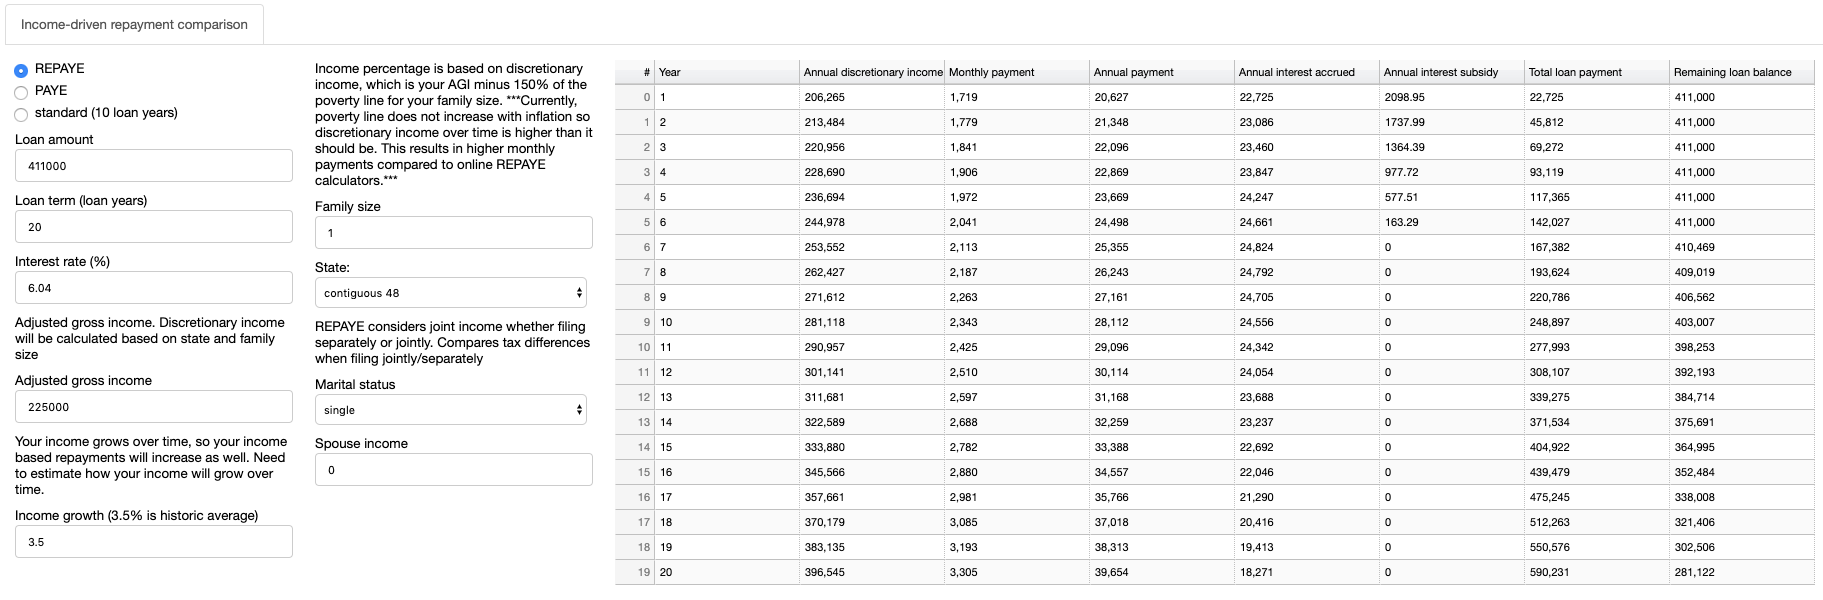 Income-driven repayment comparison
REPAYE
PAYE
standard (10 loan years)
Loan amount
411000
Loan term (loan years)
20
Interest rate (%)
6.04
Adjusted gross income. Discretionary income
will be calculated based on state and family
size
Adjusted gross income
225000
Your income grows over time, so your income
based repayments will increase as well. Need
to estimate how your income will grow over
time.
Income growth (3.5% is historic average)
3.5
Income percentage is based on discretionary
income, which is your AGI minus 150% of the
poverty line for your family size. ***Currently,
poverty line does not increase with inflation so
discretionary income over time is higher than it
should be. This results in higher monthly
payments compared to online REPAYE
calculators.***
Family size
1
State:
contiguous 48
REPAYE considers joint income whether filing
separately or jointly. Compares tax differences
when filing jointly/separately
Marital status
single
Spouse income
0
# Year Annual discretionary income Monthly payment Annual payment Annual interest accrued Annual interest subsidy Total loan payment Remaining loan balance
0 1 206,265 1,719 20,627 22,725 2098.95 22,725 411,000
1 2 213,484 1,779 21,348 23,086 1737.99 45,812 411,000
2 3 220,956 1,841 22,096 23,460 1364.39 69,272 411,000
3 4 228,690 1,906 22,869 23,847 977.72 93,119 411,000
4 5 236,694 1,972 23,669 24,247 577.51 117,365 411,000
5 6 244,978 2,041 24,498 24,661 163.29 142,027 411,000
6 7 253,552 2,113 25,355 24,824 0 167,382 410,469
7 8 262,427 2,187 26,243 24,792 0 193,624 409,019
8 9 271,612 2,263 27,161 24,705 0 220,786 406,562
9 10 281,118 2,343 28,112 24,556 0 248,897 403,007
10 11 290,957 2,425 29,096 24,342 0 277,993 398,253
11 12 301,141 2,510 30,114 24,054 0 308,107 392,193
12 13 311,681 2,597 31,168 23,688 0 339,275 384,714
13 14 322,589 2,688 32,259 23,237 0 371,534 375,691
14 15 333,880 2,782 33,388 22,692 0 404,922 364,995
15 16 345,566 2,880 34,557 22,046 0 439,479 352,484
16 17 357,661 2,981 35,766 21,290 0 475,245 338,008
17 18 370,179 3,085 37,018 20,416 0 512,263 321,406
18 19 383,135 3,193 38,313 19,413 0 550,576 302,506
19 20 396,545 3,305 39,654 18,271 0 590,231 281,122